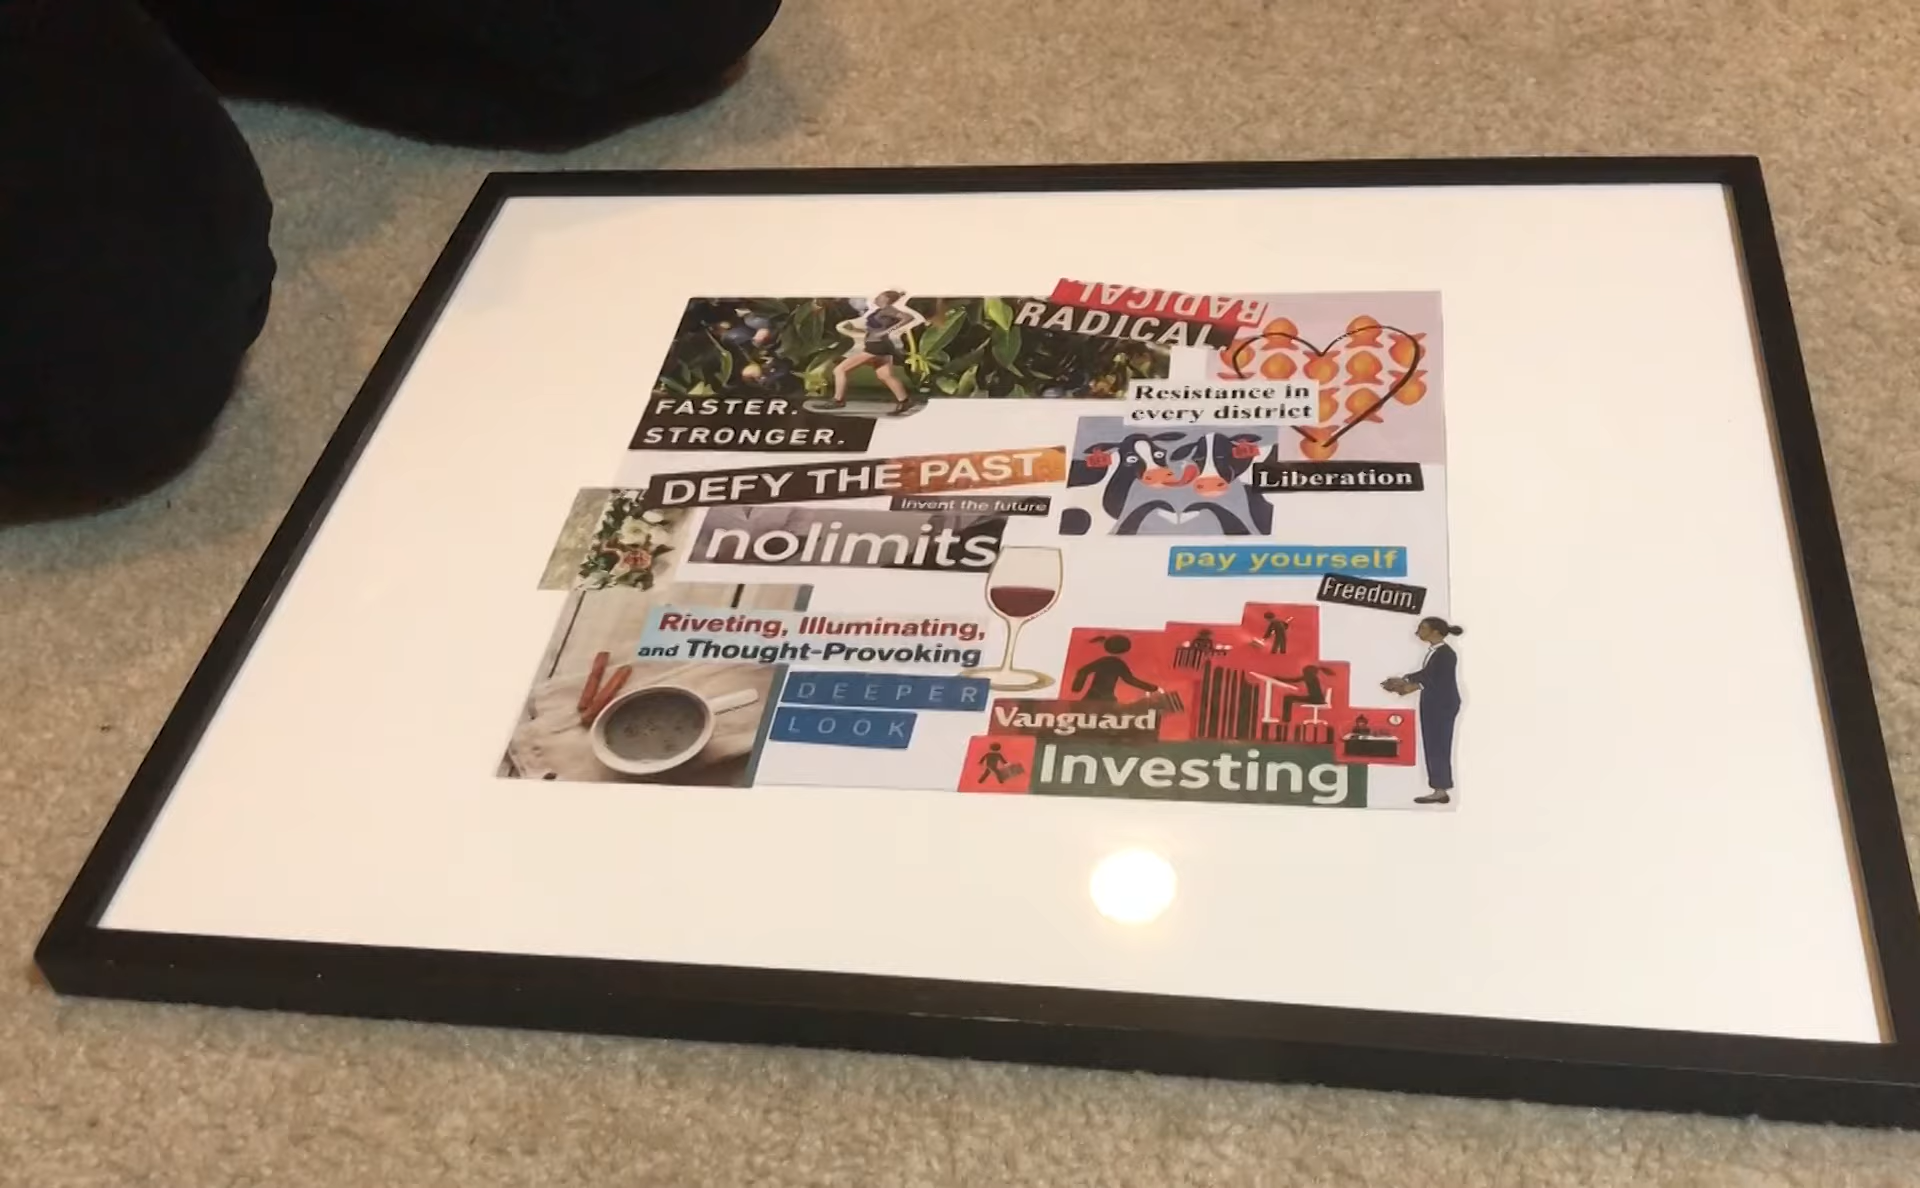 RADICAL.
RADICAL.
FASTER.
STRONGER.
Resistance in
every district
DEFY THE PAST
Invent the future
Liberation
nolimits
pay yourself
Freedom.
Riveting, Illuminating,
and Thought-Provoking
DEEPER
LOOK
Vanguard
Investing